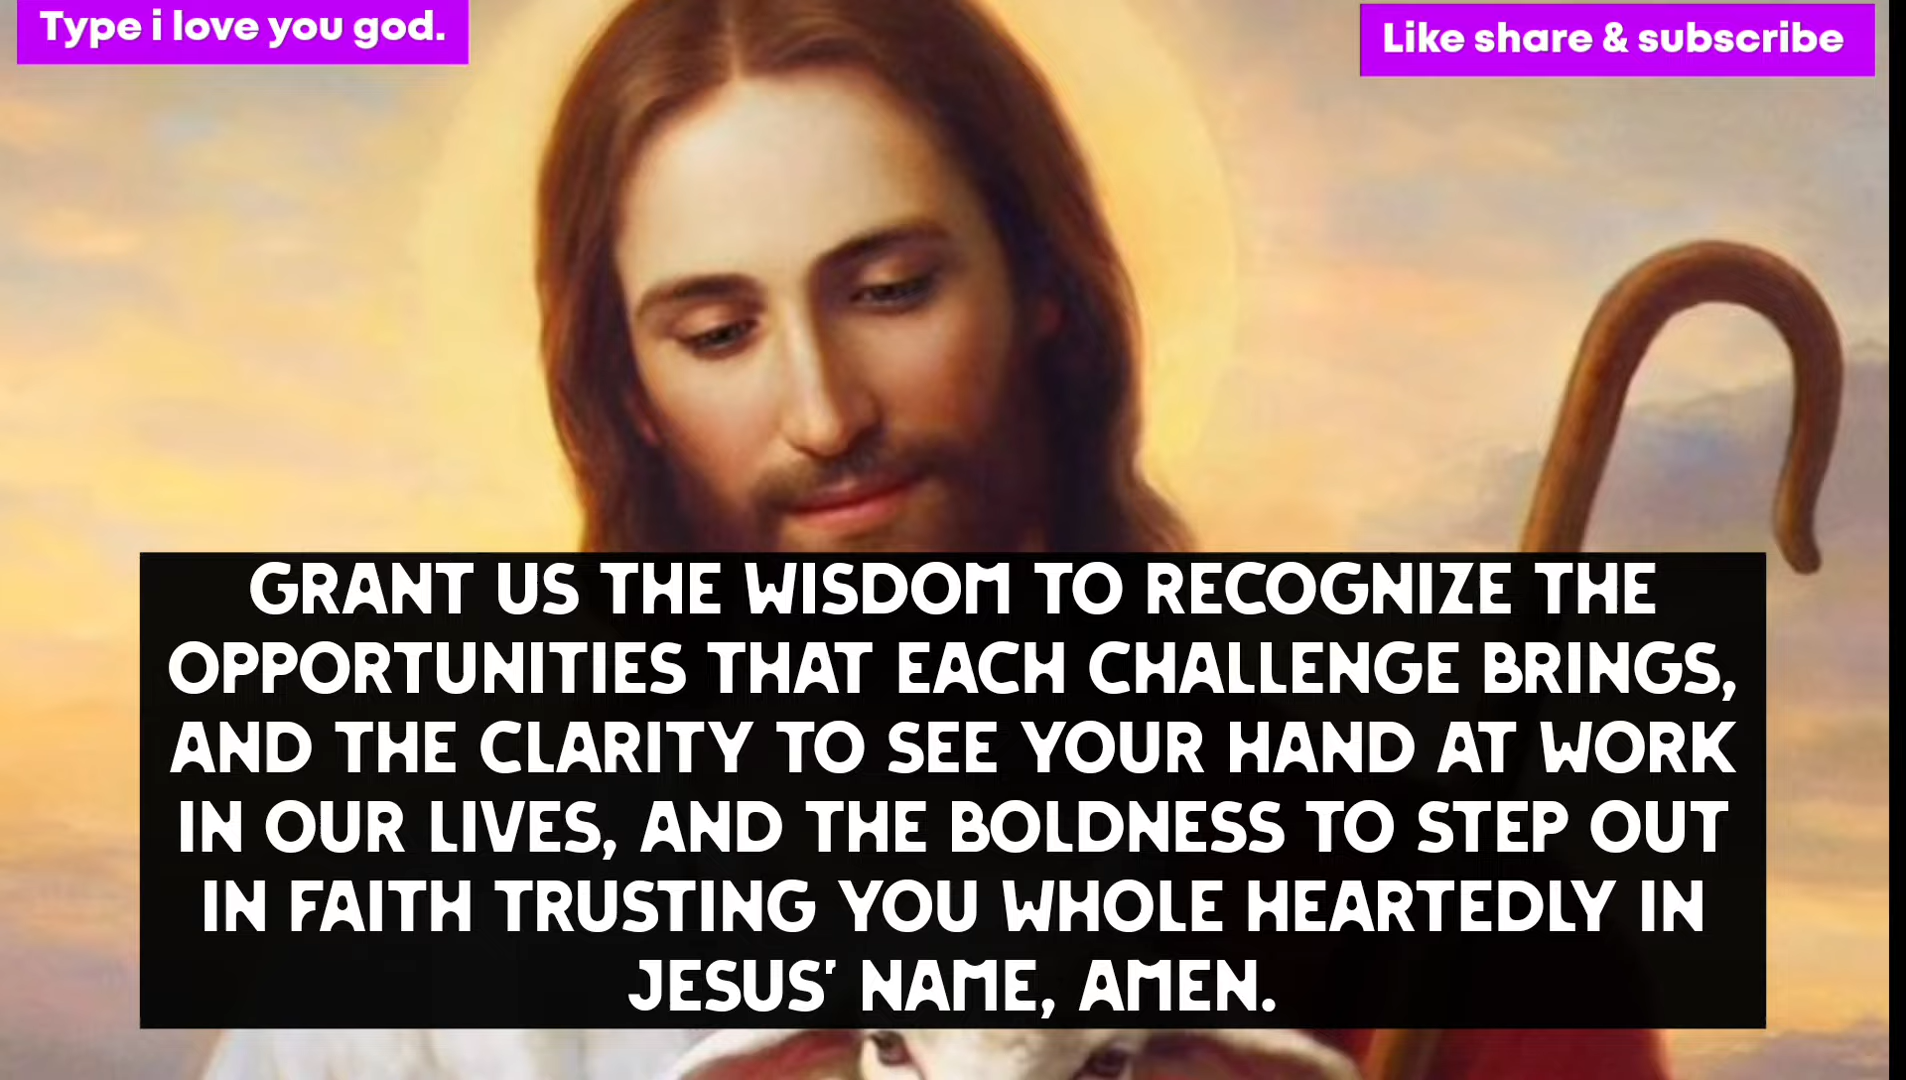 Type i love you god.
Like share & subscribe
GRANT US THE WISDOM TO RECOGNIZE THE
OPPORTUNITIES THAT EACH CHALLENGE BRINGS,
AND THE CLARITY TO SEE YOUR HAND AT WORK
IN OUR LIVES, AND THE BOLDNESS TO STEP OUT
IN FAITH TRUSTING YOU WHOLE HEARTEDLY IN
JESUS' NAME, AMEN.